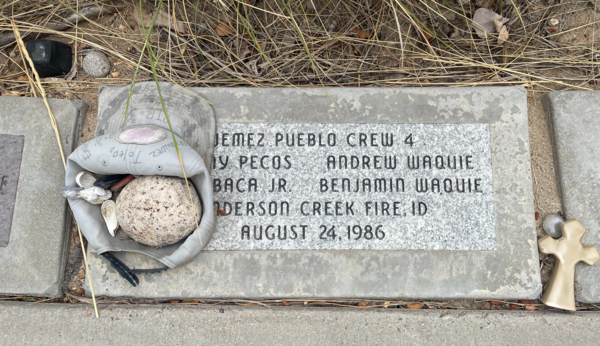 JEMEZ PUEBLO CREW 4
PECOS ANDREW WAQUIE
BACA JR. BENJAMIN WAQUIE
ANDERSON CREEK FIRE, ID
AUGUST 24, 1986